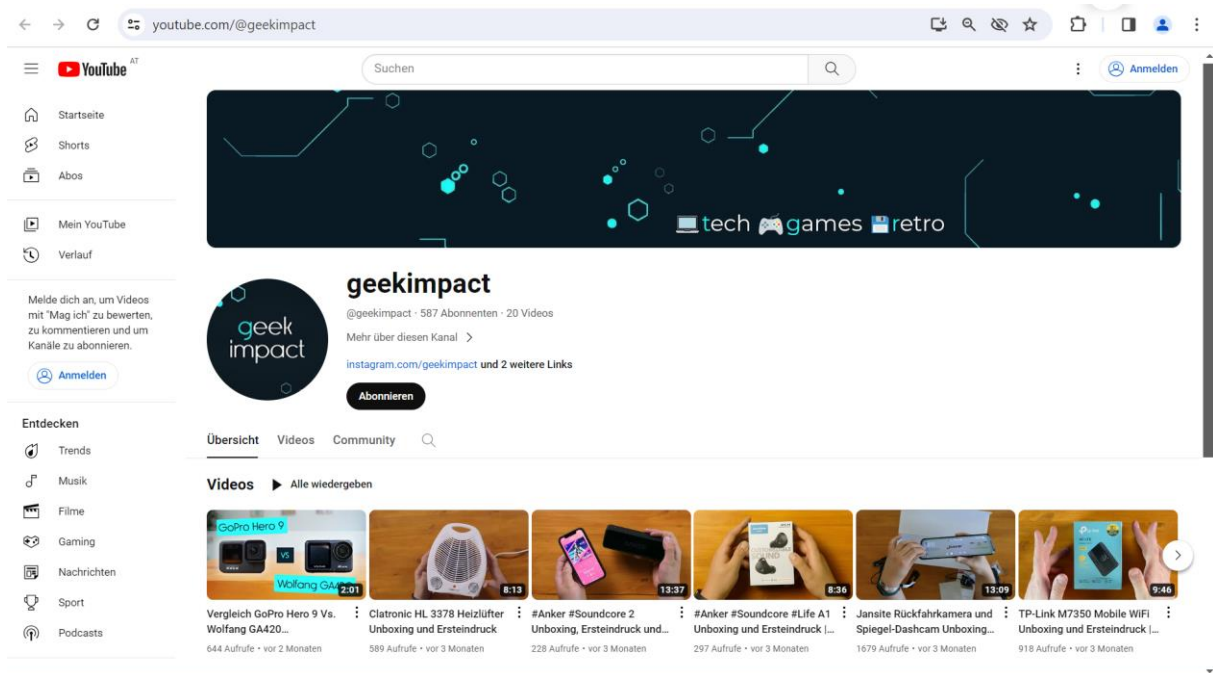 youtube.com/@geekimpact
YouTube AT
Suchen
Anmelden
Startseite
Shorts
Abos
Mein YouTube
Verlauf
Melde dich an, um Videos
mit "Mag ich" zu bewerten,
zu kommentieren und um
Kanäle zu abonnieren.
Anmelden
Entdecken
Trends
Musik
Filme
Gaming
Nachrichten
Sport
Podcasts
tech games retro
geek
impact
geekimpact
@geekimpact · 587 Abonnenten · 20 Videos
Mehr über diesen Kanal
instagram.com/geekimpact und 2 weitere Links
Abonnieren
Übersicht Videos Community
Videos Alle wiedergeben
GoPro Hero 9
VS
Wolfang
2:01
Vergleich GoPro Hero 9 Vs.
Wolfang GA420...
644 Aufrufe • vor 2 Monaten
8:13
Clatronic HL 3378 Heizlüfter
Unboxing und Ersteindruck
589 Aufrufe • vor 3 Monaten
13:37
#Anker #Soundcore 2
Unboxing, Ersteindruck und...
228 Aufrufe • vor 3 Monaten
SOUND
8:36
#Anker #Soundcore #Life A1
Unboxing und Ersteindruck |...
297 Aufrufe • vor 3 Monaten
13:09
Jansite Rückfahrkamera und
Spiegel-Dashcam Unboxing...
1679 Aufrufe • vor 3 Monaten
9:46
TP-Link M7350 Mobile WiFi
Unboxing und Ersteindruck |...
918 Aufrufe • vor 3 Monaten